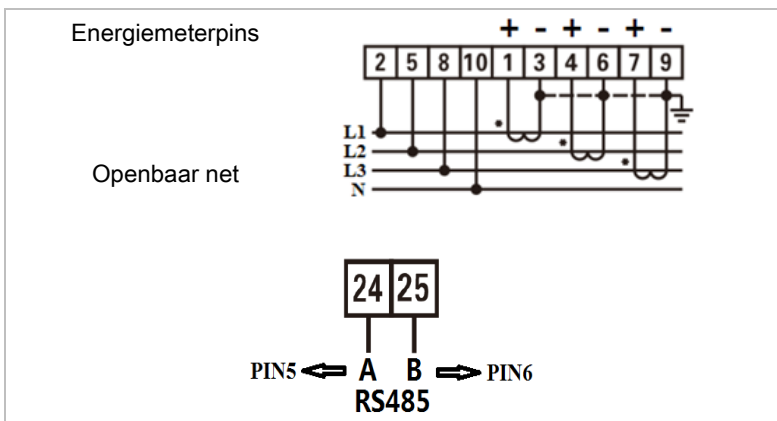 Energiemeterpins
+ - + - + -
2 5 8 10 1 3 4 6 7 9
L1
L2
Openbaar net
L3
N
24 25
PIN5 A B PIN6
RS485